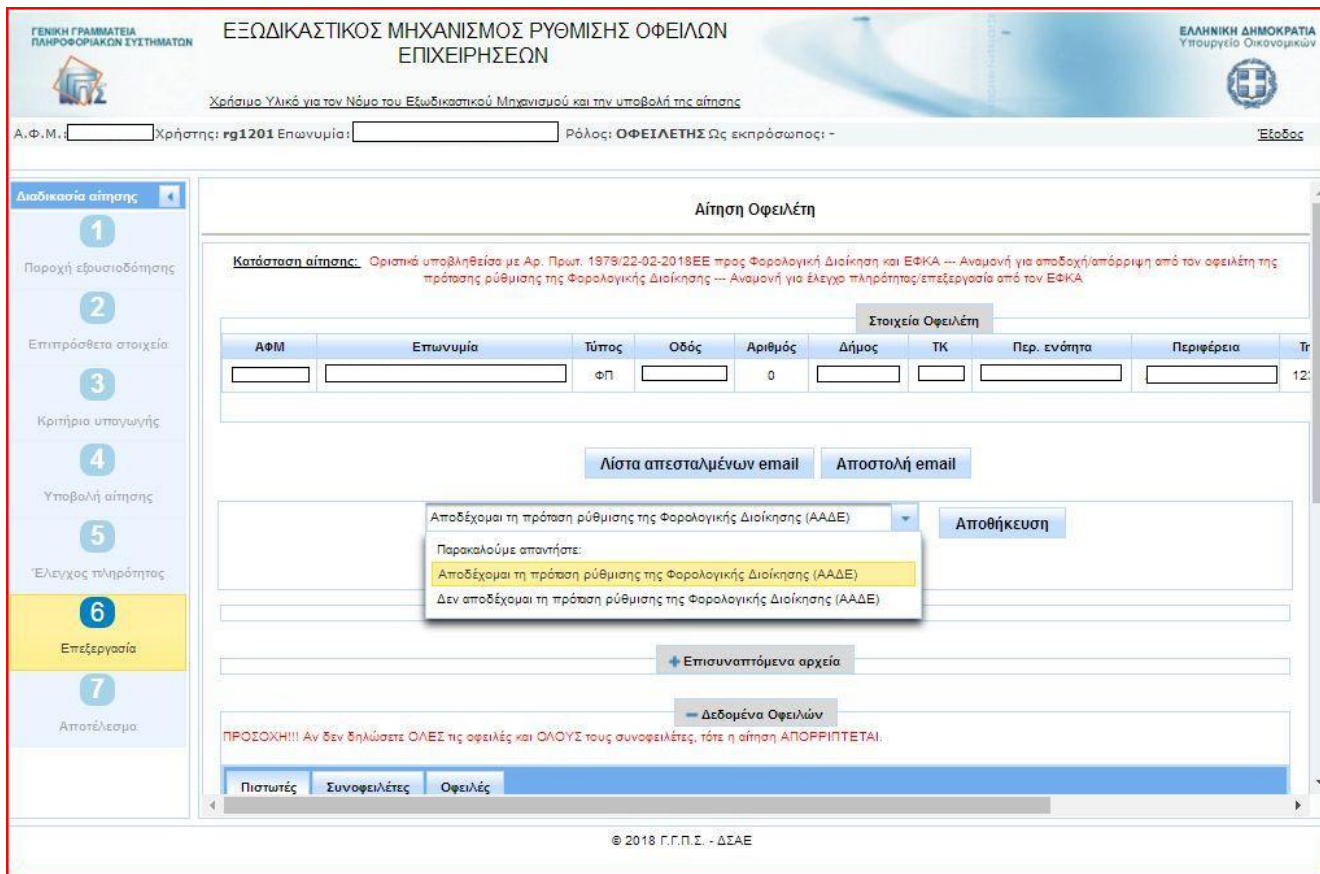 ΓΕΝΙΚΗ ΓΡΑΜΜΑΤΕΙΑ
ΠΛΗΡΟΦΟΡΙΑΚΩΝ ΣΥΣΤΗΜΑΤΩΝ
ΕΞΩΔΙΚΑΣΤΙΚΟΣ ΜΗΧΑΝΙΣΜΟΣ ΡΥΘΜΙΣΗΣ ΟΦΕΙΛΩΝ
ΕΠΙΧΕΙΡΗΣΕΩΝ
Χρήσιμο Υλικό για τον Νόμο του Εξωδικαστικού Μηχανισμού και την υποβολή της αίτησης
ΕΛΛΗΝΙΚΗ ΔΗΜΟΚΡΑΤΙΑ
Υπουργείο Οικονομικών
Α.Φ.Μ.: Χρήστης: rg1201 Επωνυμία: Ρόλος: ΟΦΕΙΛΕΤΗΣ Ως εκπρόσωπος: - Έξοδος
Διαδικασία αίτησης
1
Παροχή εξουσιοδότησης
2
Επιπρόσθετα στοιχεία
3
Κριτήρια υπαγωγής
4
Υποβολή αίτησης
5
Έλεγχος πληρότητας
6
Επεξεργασία
7
Αποτέλεσμα
Αίτηση Οφειλέτη
Κατάσταση αίτησης: Οριστικά υποβληθείσα με Αρ. Πρωτ. 1979/22-02-2018ΕΕ προς Φορολογική Διοίκηση και ΕΦΚΑ --- Αναμονή για αποδοχή/απόρριψη από τον οφειλέτη της
πρότασης ρύθμισης της Φορολογικής Διοίκησης --- Αναμονή για έλεγχο πληρότητας/επεξεργασία από τον ΕΦΚΑ
Στοιχεία Οφειλέτη
ΑΦΜ Επωνυμία Τύπος Οδός Αριθμός Δήμος ΤΚ Περ. ενότητα Περιφέρεια Τη
ΦΠ 0 12
Λίστα απεσταλμένων email Αποστολή email
Αποδέχομαι τη πρόταση ρύθμισης της Φορολογικής Διοίκησης (ΑΑΔΕ) Αποθήκευση
Παρακαλούμε απαντήστε:
Αποδέχομαι τη πρόταση ρύθμισης της Φορολογικής Διοίκησης (ΑΑΔΕ)
Δεν αποδέχομαι τη πρόταση ρύθμισης της Φορολογικής Διοίκησης (ΑΑΔΕ)
Επισυναπτόμενα αρχεία
Δεδομένα Οφειλών
ΠΡΟΣΟΧΗ!!! Αν δεν δηλώσετε ΟΛΕΣ τις οφειλές και ΟΛΟΥΣ τους συνοφειλέτες, τότε η αίτηση ΑΠΟΡΡΙΠΤΕΤΑΙ.
Πιστωτές Συνοφειλέτες Οφειλές
© 2018 Γ.Γ.Π.Σ. - ΔΣΑΕ